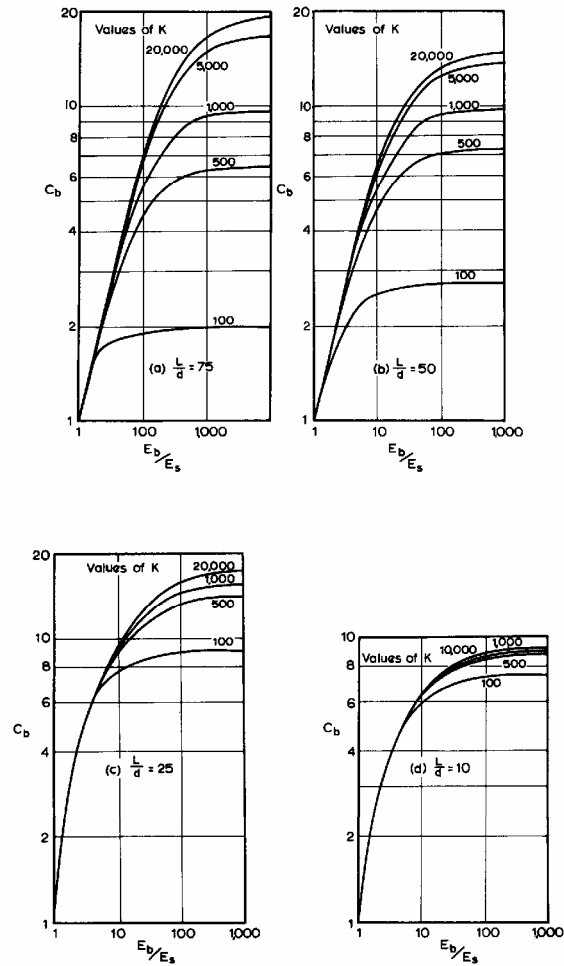 20
Values of K
20,000
5,000
10
1,000
8
500
6
C_b
4
100
2
(a) L/d = 75
1
1 100 1,000
E_b/E_s
20
Values of K
20,000
5,000
10
1,000
8
500
6
C_b
4
100
2
(b) L/d = 50
1
1 10 100 1,000
E_b/E_s
20
Values of K
20,000
1,000
500
10
100
8
6
C_b
4
(c) L/d = 25
2
1
1 10 100 1,000
E_b/E_s
10
1,000
10,000
Values of K
500
8
100
6
C_b
4
(d) L/d = 10
2
1
1 10 100 1,000
E_b/E_s